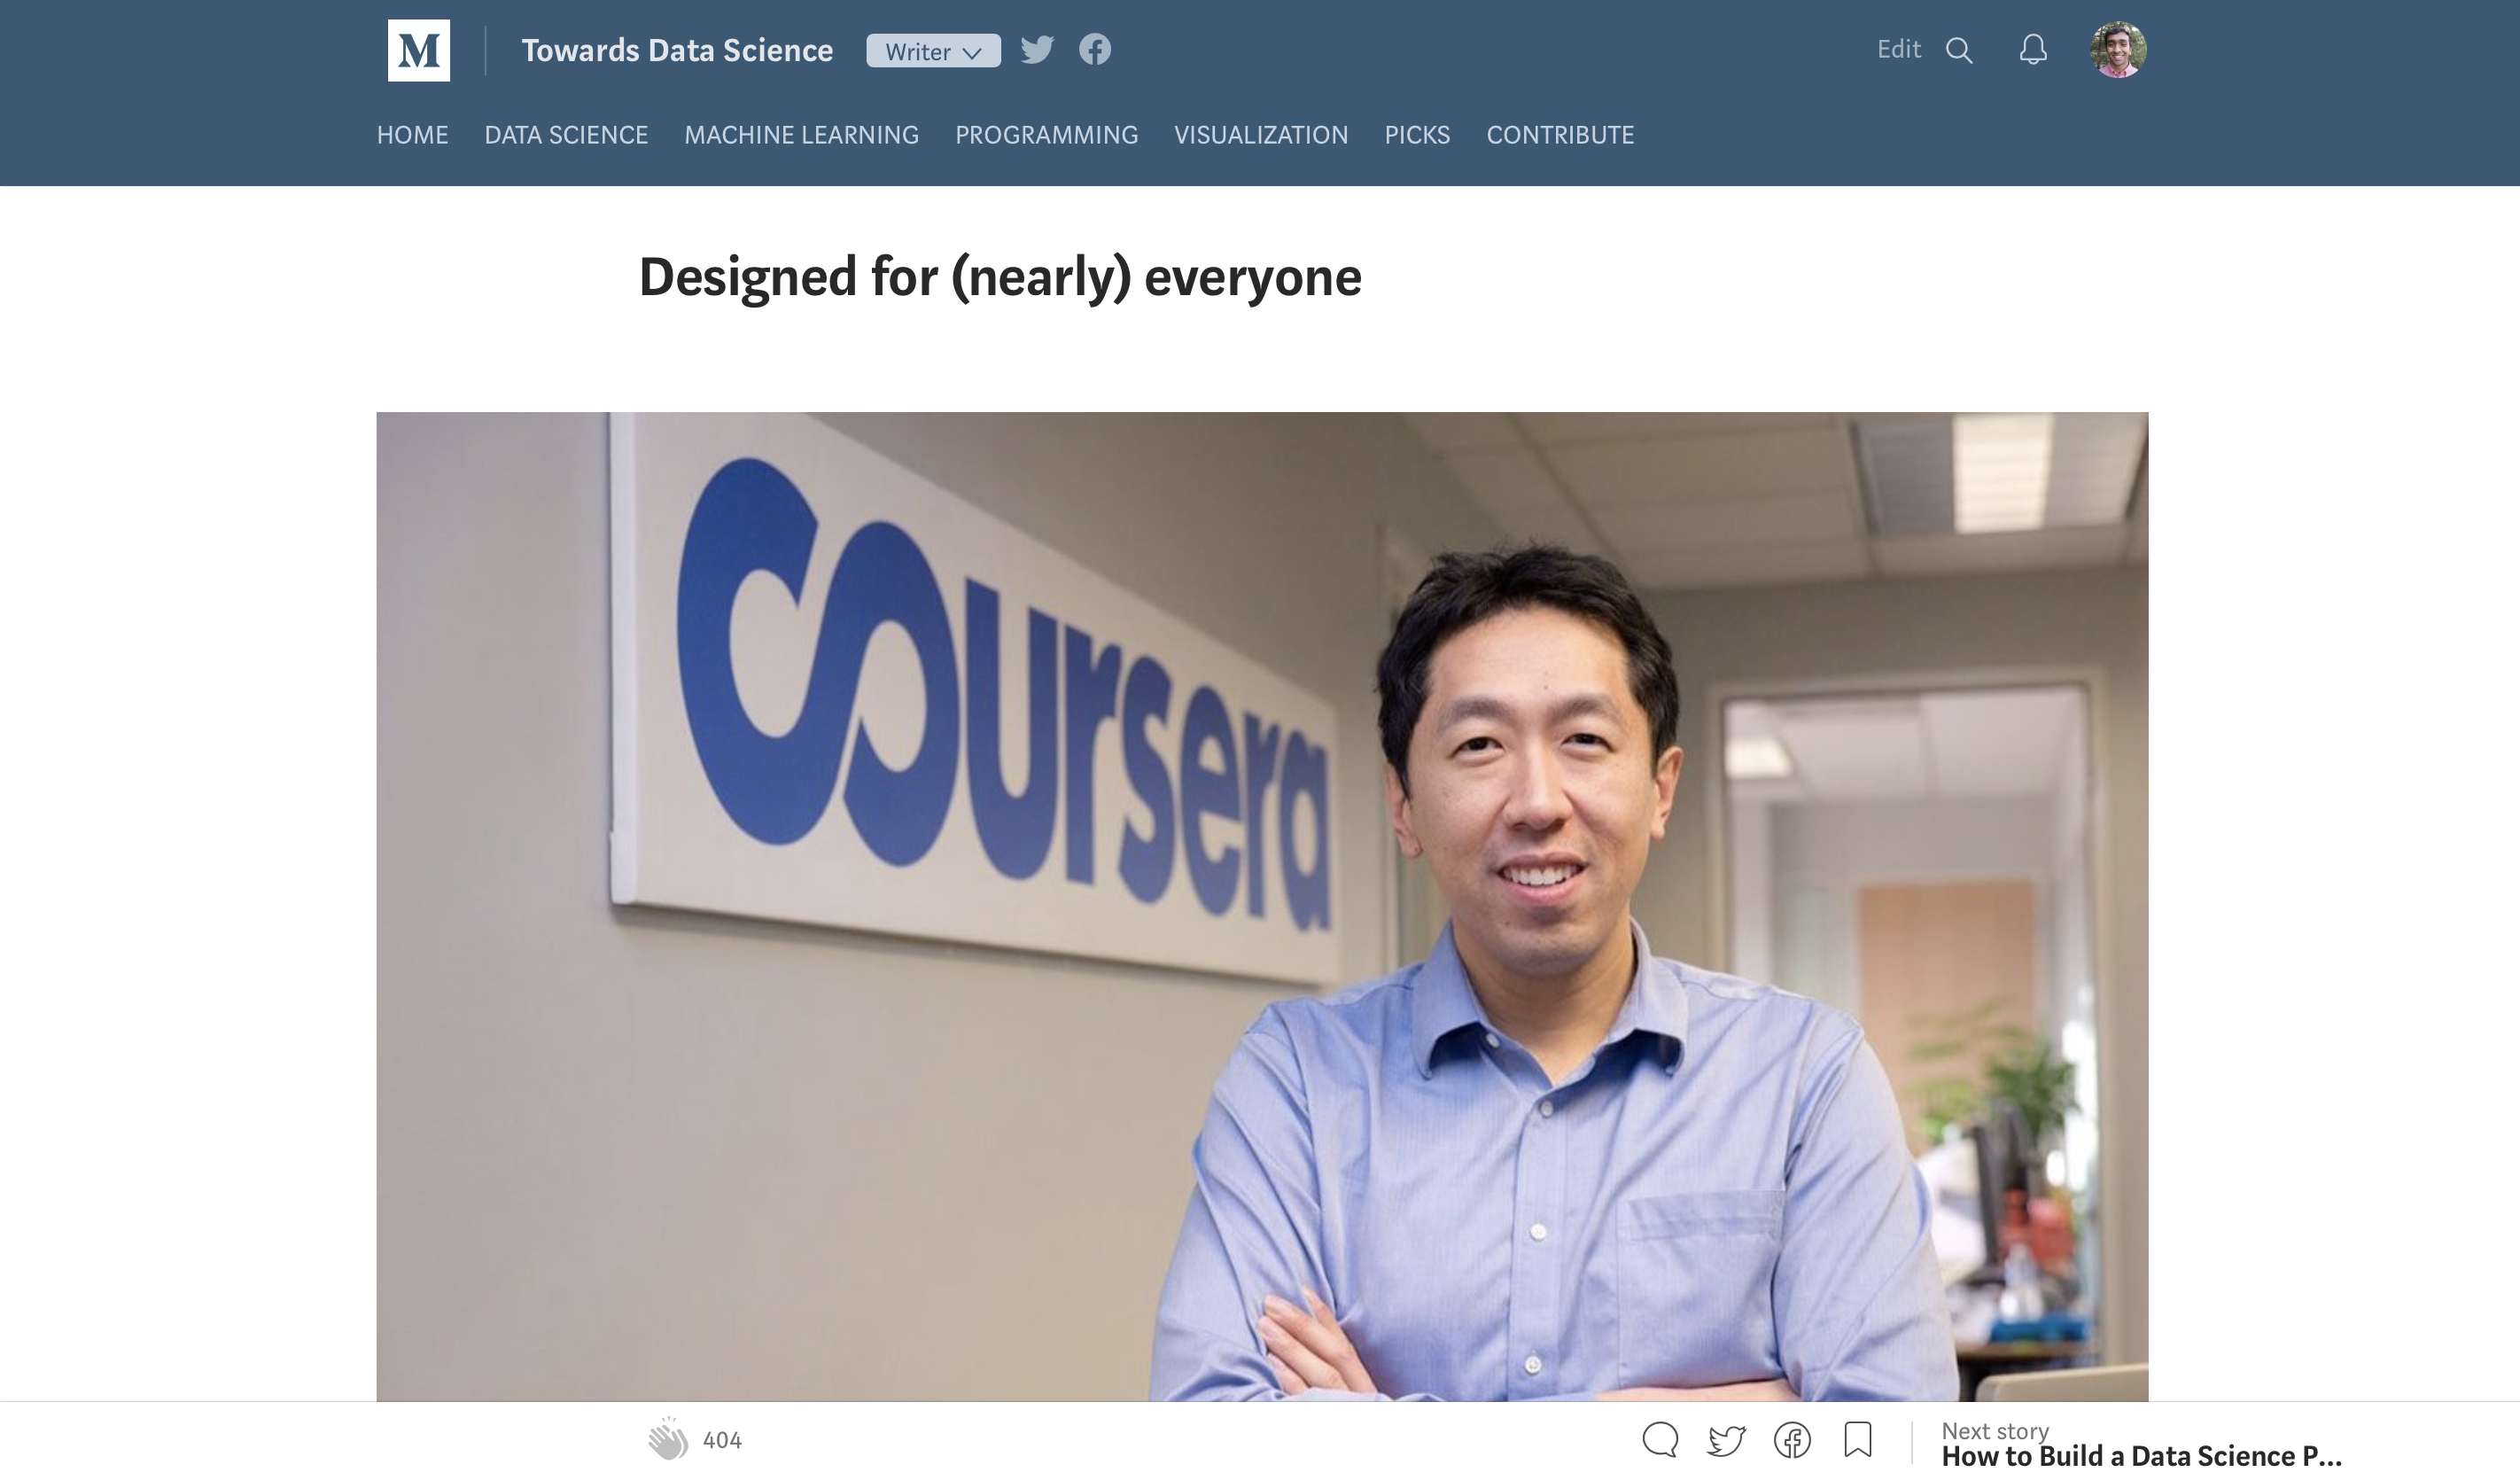 M
Towards Data Science
Writer
Edit
HOME DATA SCIENCE MACHINE LEARNING PROGRAMMING VISUALIZATION PICKS CONTRIBUTE
Designed for (nearly) everyone
coursera
404
Next story
How to Build a Data Science P...